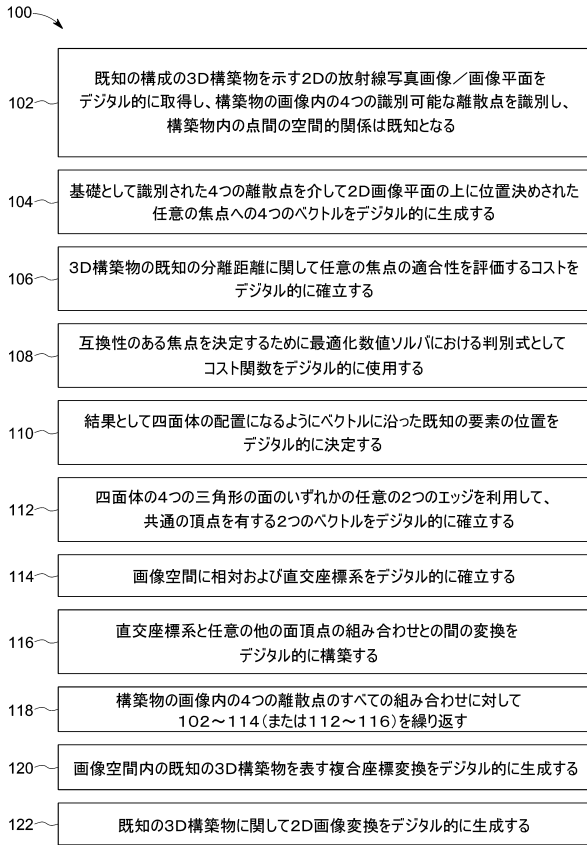 100
102
既知の構成の3D構築物を示す2Dの放射線写真画像／画像平面を
デジタル的に取得し、構築物の画像内の4つの識別可能な離散点を識別し、
構築物内の点間の空間的関係は既知となる
104
基礎として識別された4つの離散点を介して2D画像平面の上に位置決めされた
任意の焦点への4つのベクトルをデジタル的に生成する
106
3D構築物の既知の分離距離に関して任意の焦点の適合性を評価するコストを
デジタル的に確立する
108
互換性のある焦点を決定するために最適化数値ソルバにおける判別式として
コスト関数をデジタル的に使用する
110
結果として四面体の配置になるようにベクトルに沿った既知の要素の位置を
デジタル的に決定する
112
四面体の4つの三角形の面のいずれかの任意の2つのエッジを利用して、
共通の頂点を有する2つのベクトルをデジタル的に確立する
114
画像空間に相対および直交座標系をデジタル的に確立する
116
直交座標系と任意の他の面頂点の組み合わせとの間の変換を
デジタル的に構築する
118
構築物の画像内の4つの離散点のすべての組み合わせに対して
102～114(または112～116)を繰り返す
120
画像空間内の既知の3D構築物を表す複合座標変換をデジタル的に生成する
122
既知の3D構築物に関して2D画像変換をデジタル的に生成する